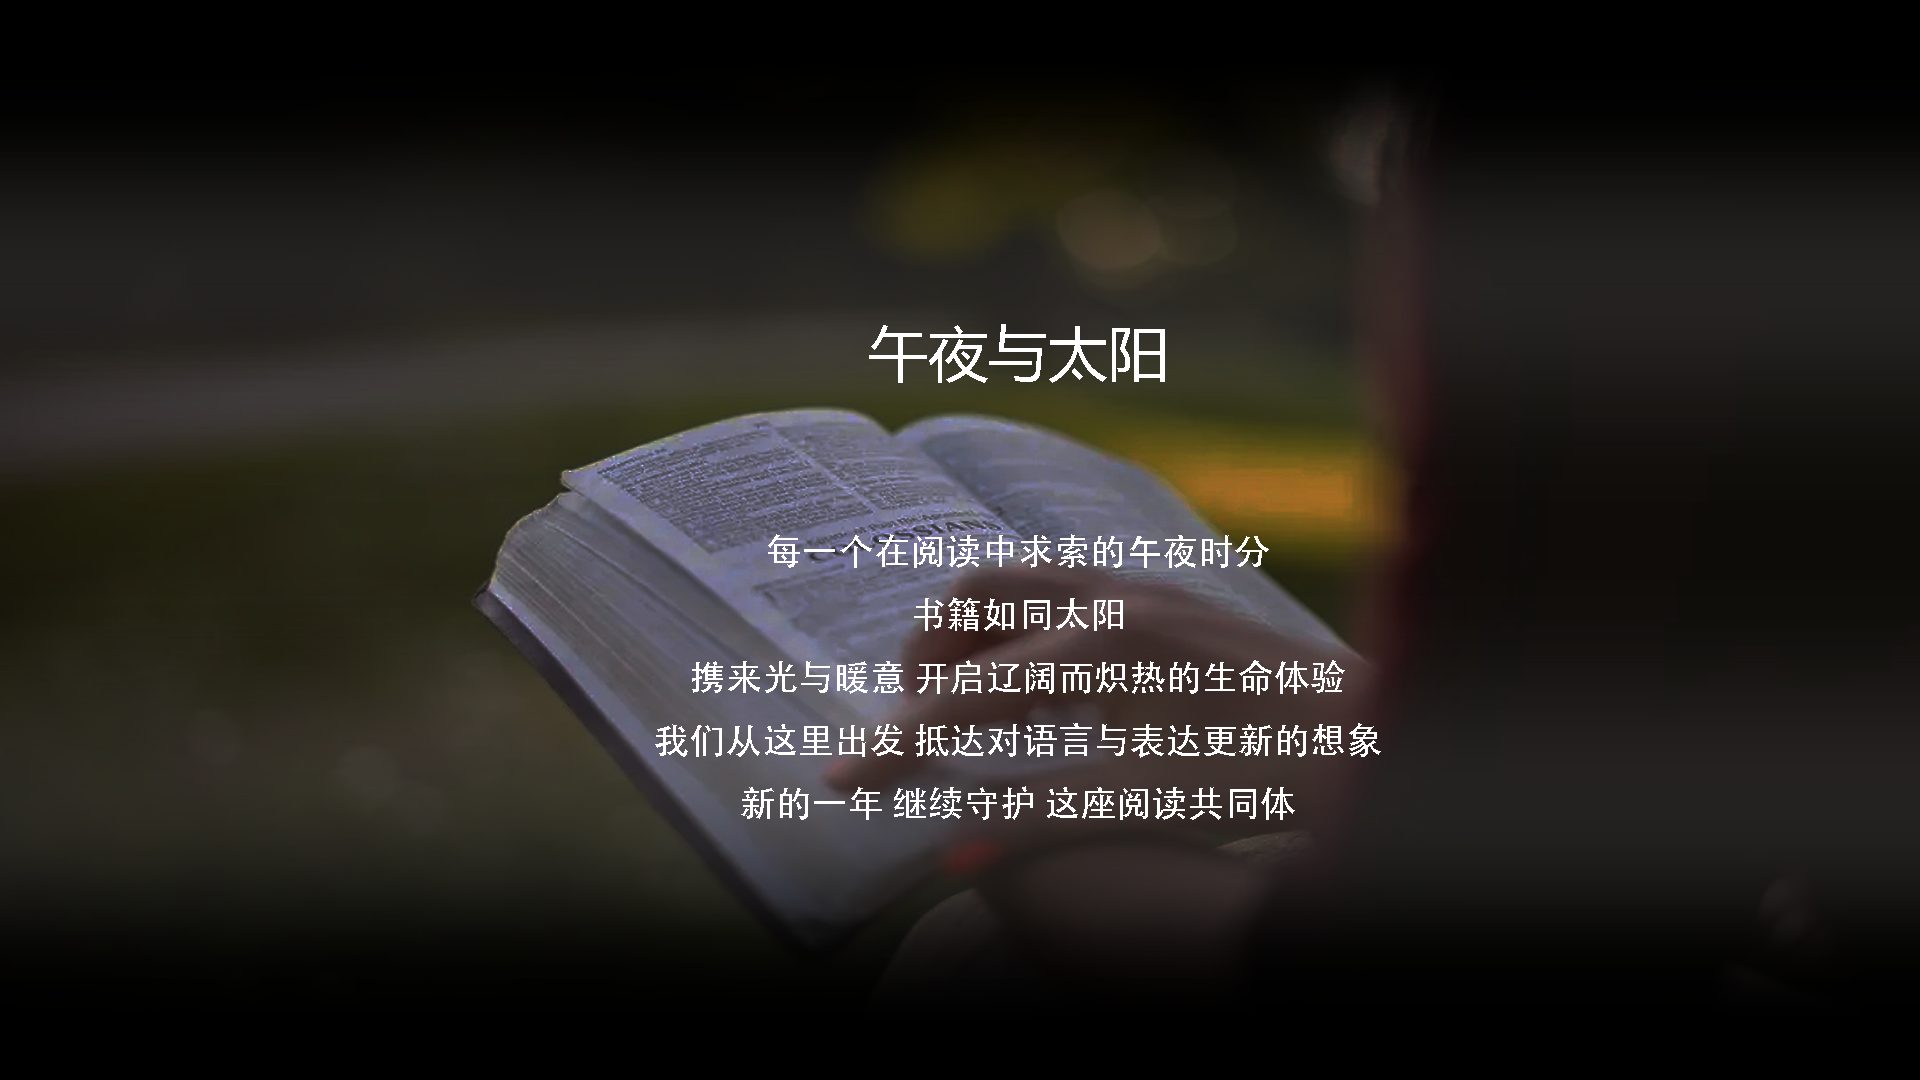 午夜与太阳
每一个在阅读中求索的午夜时分
书籍如同太阳
携来光与暖意 开启辽阔而炽热的生命体验
我们从这里出发 抵达对语言与表达更新的想象
新的一年 继续守护 这座阅读共同体